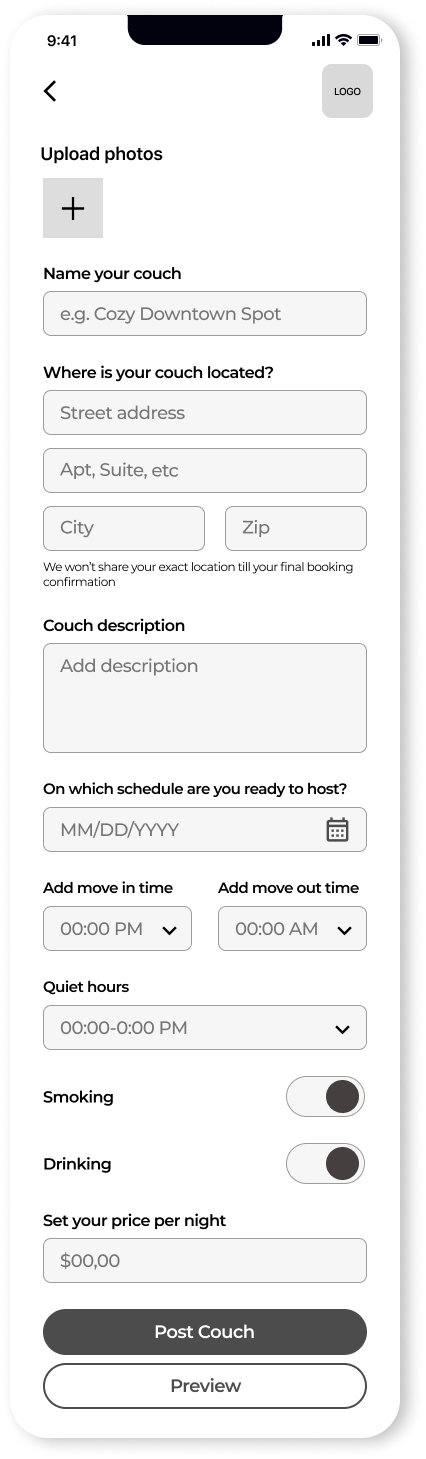 9:41
LOGO
Upload photos
Name your couch
e.g. Cozy Downtown Spot
Where is your couch located?
Street address
Apt, Suite, etc
City
Zip
We won't share your exact location till your final booking
confirmation
Couch description
Add description
On which schedule are you ready to host?
MM/DD/YYYY
Add move in time
Add move out time
00:00 PM
00:00 AM
Quiet hours
00:00-0:00 PM
Smoking
Drinking
Set your price per night
$00,00
Post Couch
Preview